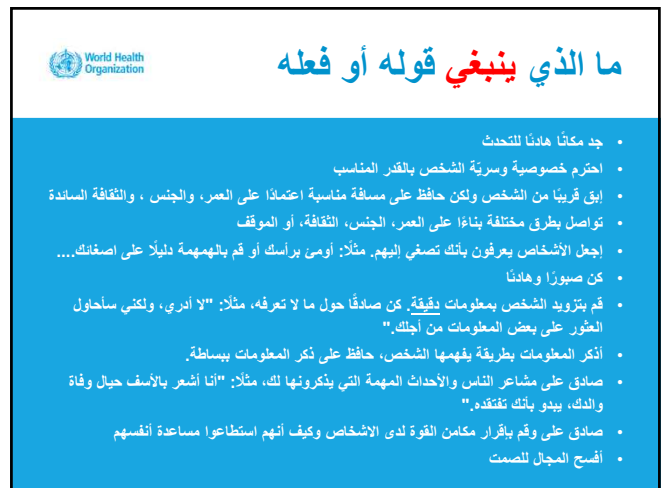 World Health
Organization
ما الذي ينبغي قوله أو فعله
• جد مكانًا هادئا للتحدث
• احترم خصوصية وسريّة الشخص بالقدر المناسب
• إبق قريبًا من الشخص ولكن حافظ على مسافة مناسبة اعتمادًا على العمر، والجنس ، والثقافة السائدة
• تواصل بطرق مختلفة بناءًا على العمر، الجنس، الثقافة، أو الموقف
• إجعل الأشخاص يعرفون بأنك تصغي إليهم. مثلًا: أومئ برأسك أو قم بالهمهمة دليلًا على اصغائك....
• كن صبورًا وهادئا
• قم بتزويد الشخص بمعلومات دقيقة. كن صادقًا حول ما لا تعرفه، مثلًا: "لا أدري، ولكني سأحاول
العثور على بعض المعلومات من أجلك."
• أذكر المعلومات بطريقة يفهمها الشخص، حافظ على ذكر المعلومات ببساطة.
• صادق على مشاعر الناس والأحداث المهمة التي يذكرونها لك، مثلًا: "أنا أشعر بالأسف حيال وفاة
والدك، يبدو بأنك تفتقده."
• صادق على وقم بإقرار مكامن القوة لدى الاشخاص وكيف أنهم استطاعوا مساعدة أنفسهم
• أفسح المجال للصمت